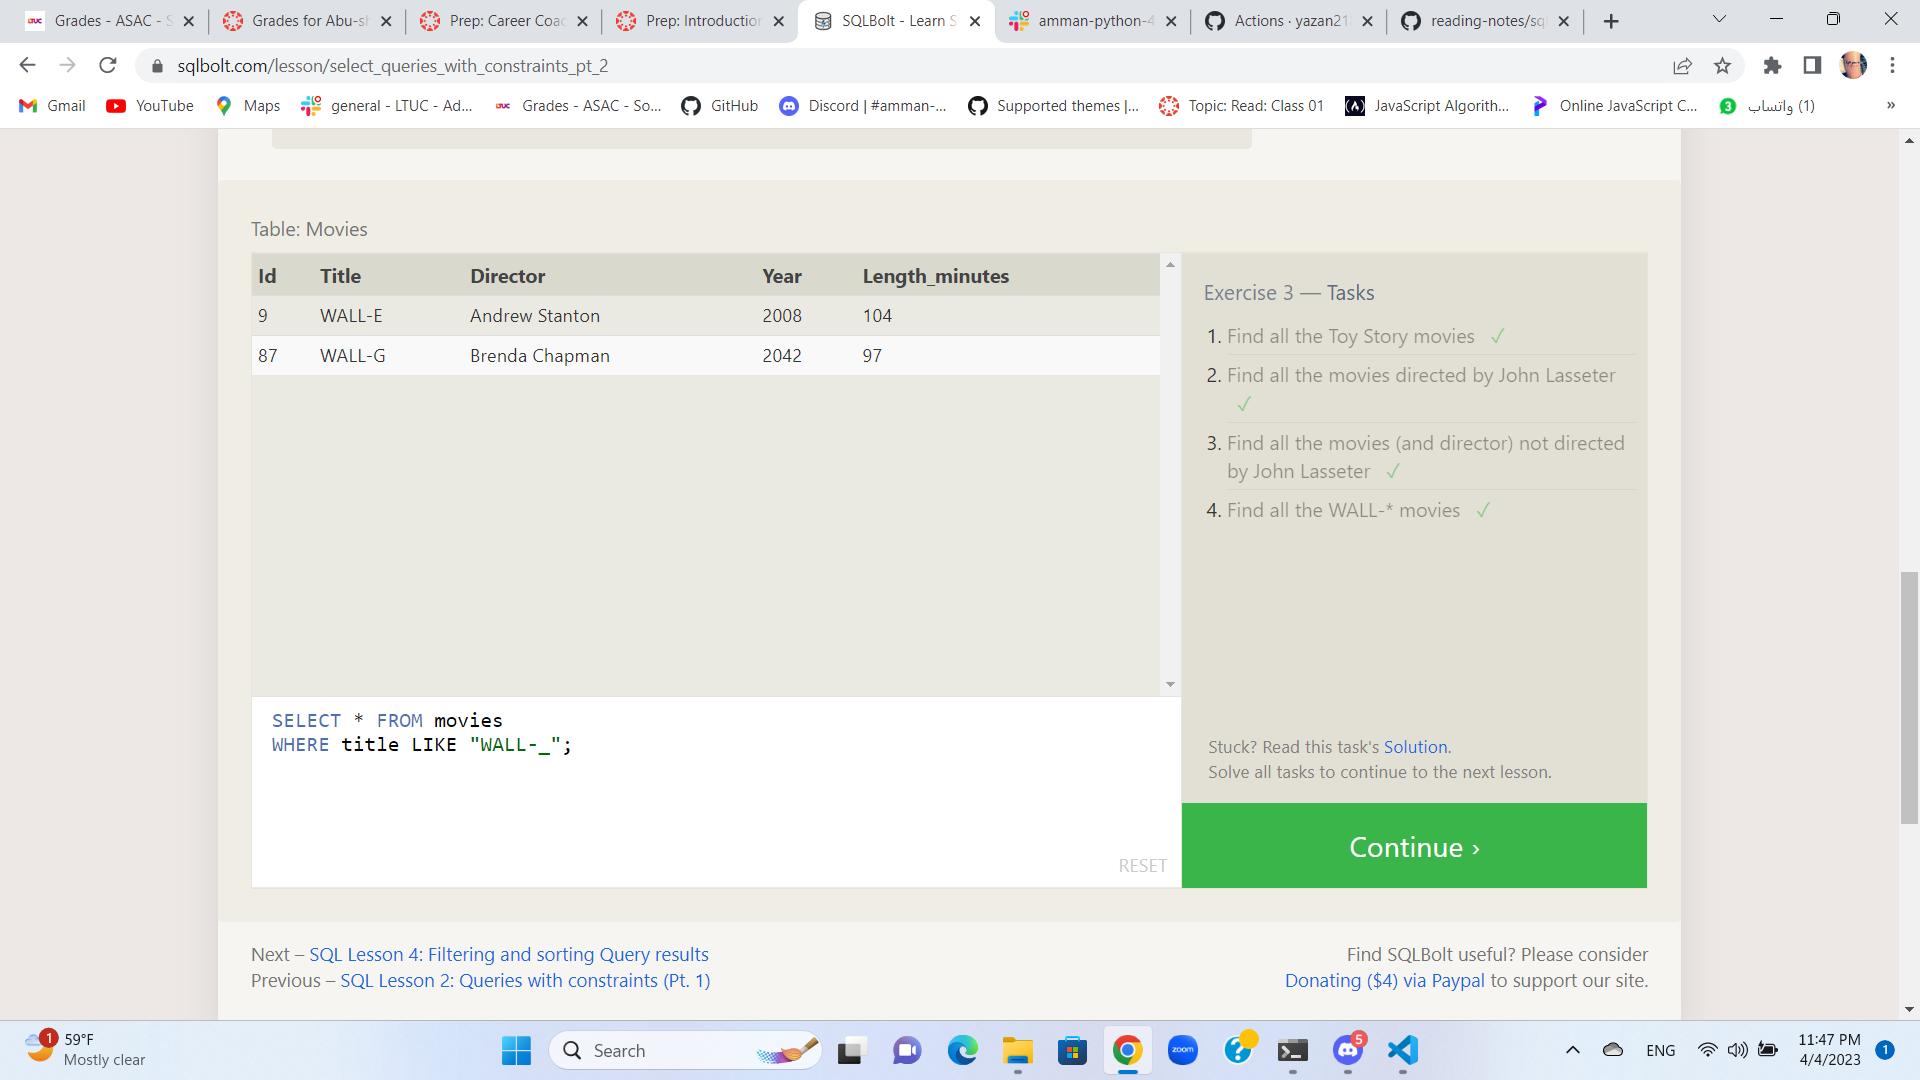 Grades - ASAC - S
Grades for Abu-sh
Prep: Career Coac
Prep: Introduction
SQLBolt - Learn S
amman-python-4
Actions · yazan21
reading-notes/sql
sqlbolt.com/lesson/select_queries_with_constraints_pt_2
Gmail
YouTube
Maps
general - LTUC - Ad...
Grades - ASAC - So...
GitHub
Discord | #amman-...
Supported themes |...
Topic: Read: Class 01
JavaScript Algorith...
Online JavaScript C...
3
(1) واتساب
»
Table: Movies
Id Title Director Year Length_minutes
9 WALL-E Andrew Stanton 2008 104
87 WALL-G Brenda Chapman 2042 97
SELECT * FROM movies
WHERE title LIKE "WALL-_";
RESET
Exercise 3 — Tasks
1. Find all the Toy Story movies ✓
2. Find all the movies directed by John Lasseter
✓
3. Find all the movies (and director) not directed
by John Lasseter ✓
4. Find all the WALL-* movies ✓
Stuck? Read this task's Solution.
Solve all tasks to continue to the next lesson.
Continue ›
Next – SQL Lesson 4: Filtering and sorting Query results
Previous – SQL Lesson 2: Queries with constraints (Pt. 1)
Find SQLBolt useful? Please consider
Donating ($4) via Paypal to support our site.
1
59°F
Mostly clear
Search
zoom
5
ENG
11:47 PM
4/4/2023
1